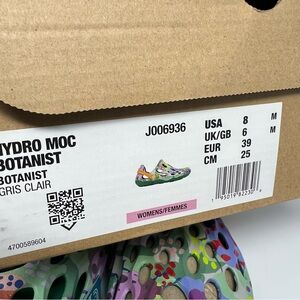 HYDRO MOC
BOTANIST
BOTANIST
GRIS CLAIR
4700589604
J006936
WOMENS/FEMMES
USA 8 M
UK/GB 6 M
EUR 39
CM 25
195019822307